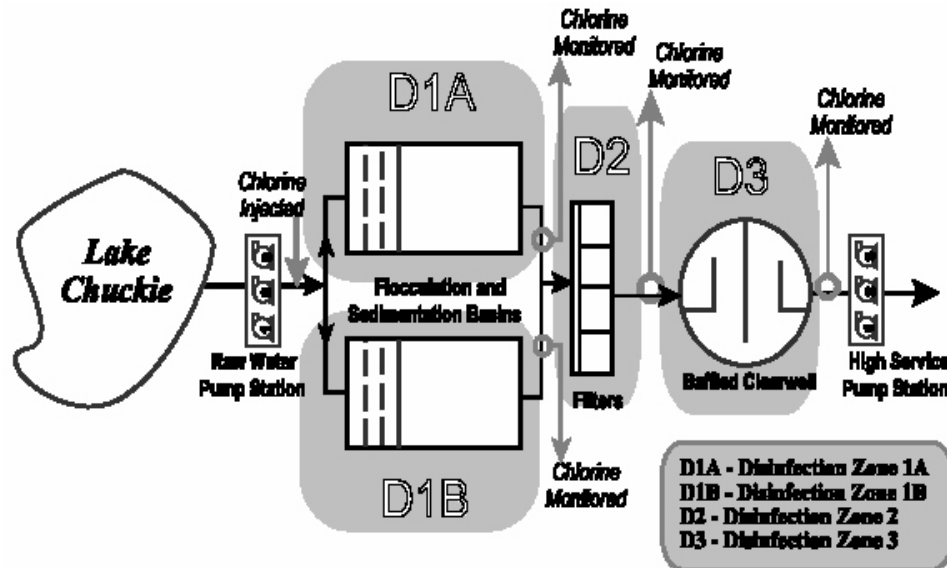 Chlorine
Monitored
Chlorine
Monitored
D1A
Chlorine
Monitored
D2
D3
Chlorine
Injected
Lake
Chuckie
Flocculation and
Sedimentation Basins
Raw Water
Pump Station
Filters
Baffled Clearwell
High Service
Pump Station
D1B
Chlorine
Monitored
D1A - Disinfection Zone 1A
D1B - Disinfection Zone 1B
D2 - Disinfection Zone 2
D3 - Disinfection Zone 3